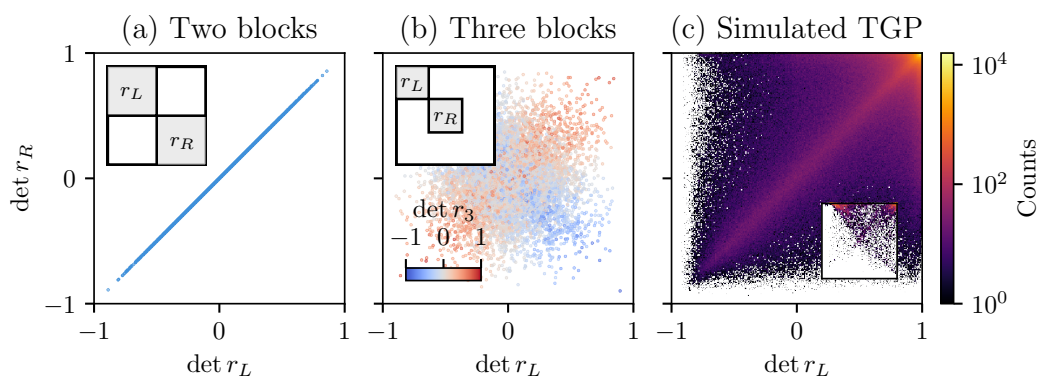 (a) Two blocks
(b) Three blocks
(c) Simulated TGP
1
0
−1
det r_R
r_L
r_R
−1
0
1
det r_L
r_L
r_R
det r_3
−1 0 1
−1
0
1
det r_L
−1
0
1
det r_L
10^4
10^2
10^0
Counts